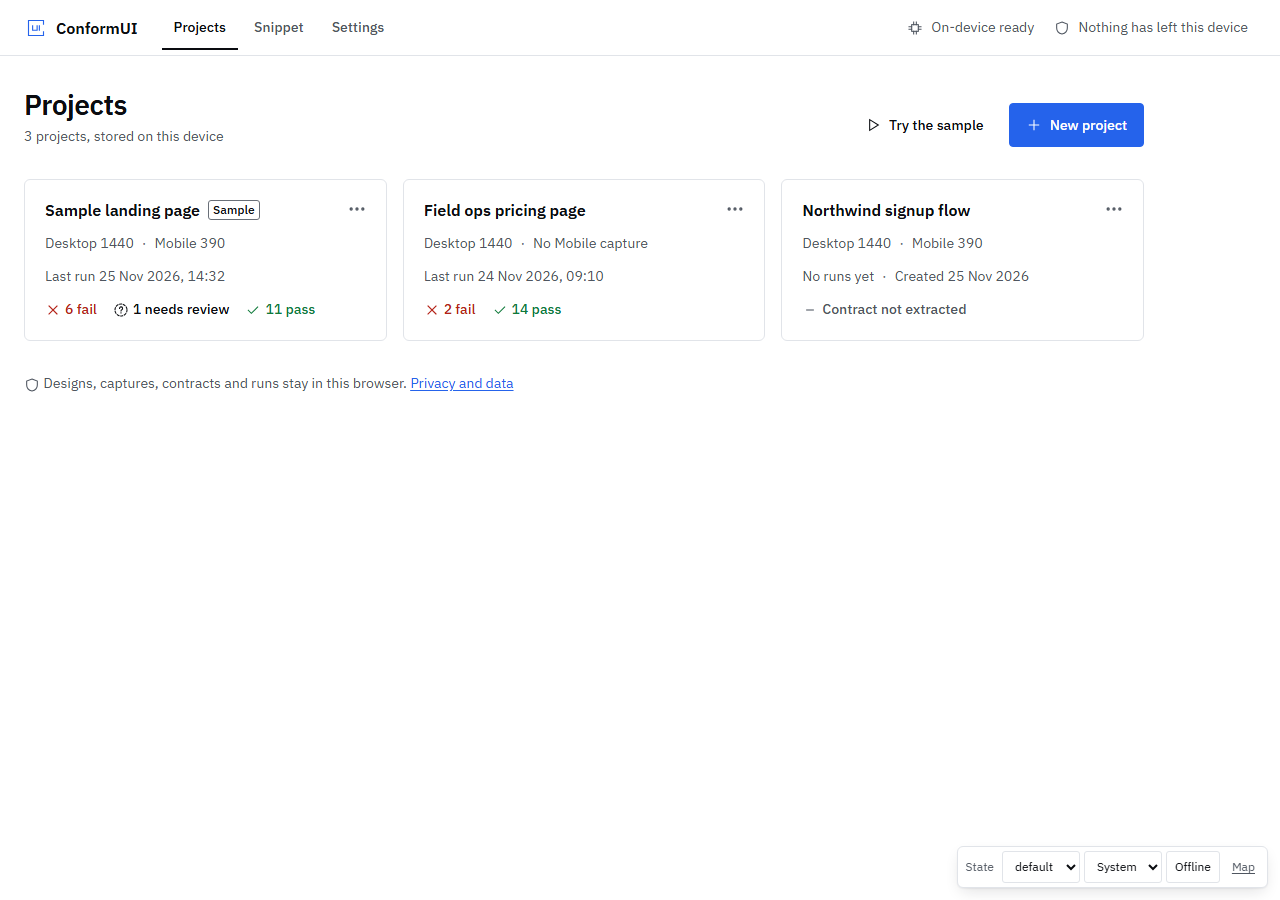 UI ConformUI Projects Snippet Settings On-device ready Nothing has left this device
Projects
3 projects, stored on this device
Try the sample New project
Sample landing page Sample
Desktop 1440 · Mobile 390
Last run 25 Nov 2026, 14:32
6 fail 1 needs review 11 pass
Field ops pricing page
Desktop 1440 · No Mobile capture
Last run 24 Nov 2026, 09:10
2 fail 14 pass
Northwind signup flow
Desktop 1440 · Mobile 390
No runs yet · Created 25 Nov 2026
Contract not extracted
Designs, captures, contracts and runs stay in this browser. Privacy and data
State default System Offline Map